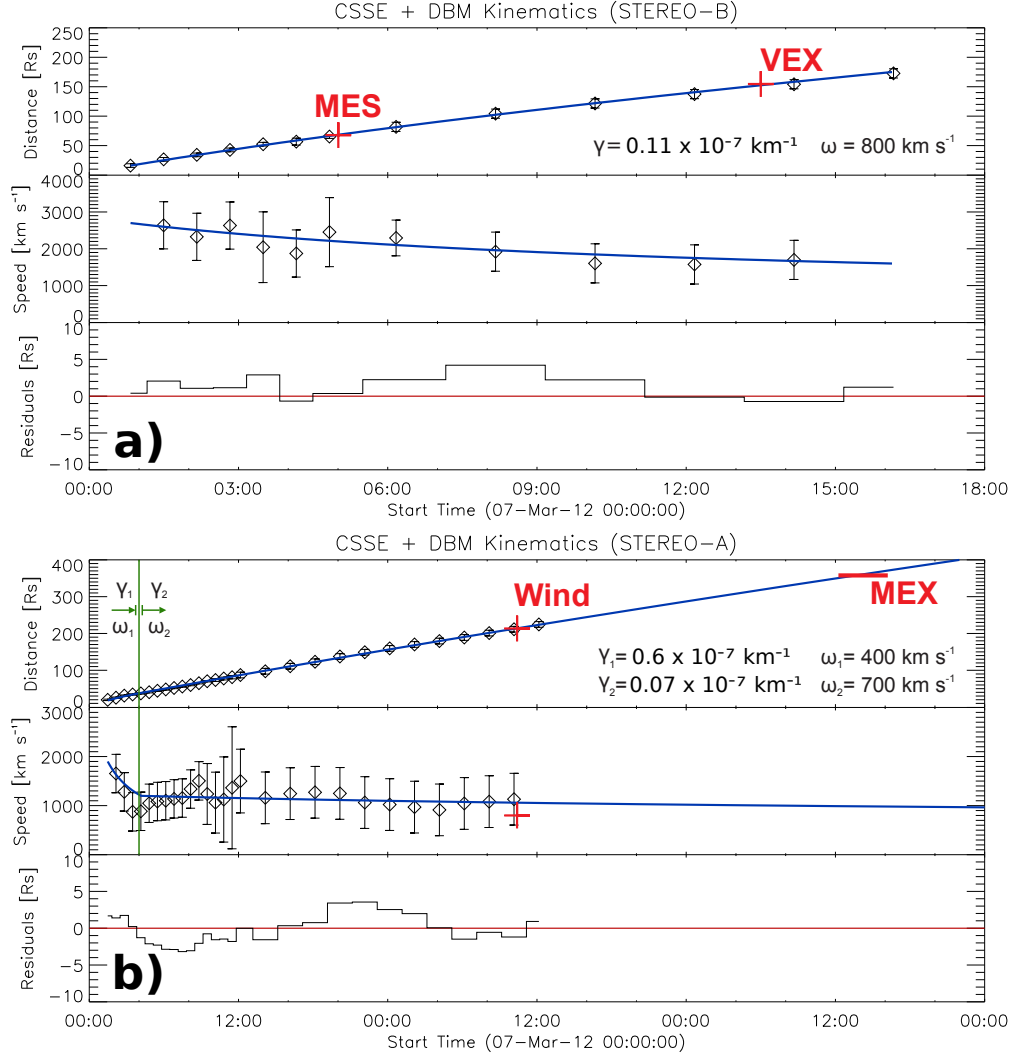 CSSE + DBM Kinematics (STEREO-B)
Distance [Rs]
250
200
150
100
50
0
MES
VEX
γ= 0.11 x 10⁻⁷ km⁻¹ ω = 800 km s⁻¹
Speed [km s⁻¹]
4000
3000
2000
1000
0
Residuals [Rs]
10
5
0
−5
−10
a)
00:00 03:00 06:00 09:00 12:00 15:00 18:00
Start Time (07-Mar-12 00:00:00)
CSSE + DBM Kinematics (STEREO-A)
Distance [Rs]
400
300
200
100
0
γ₁ γ₂
ω₁ ω₂
Wind
MEX
γ₁= 0.6 x 10⁻⁷ km⁻¹ ω₁= 400 km s⁻¹
γ₂= 0.07 x 10⁻⁷ km⁻¹ ω₂= 700 km s⁻¹
Speed [km s⁻¹]
3000
2000
1000
0
Residuals [Rs]
10
5
0
−5
−10
b)
00:00 12:00 00:00 12:00 00:00 12:00 00:00
Start Time (07-Mar-12 00:00:00)